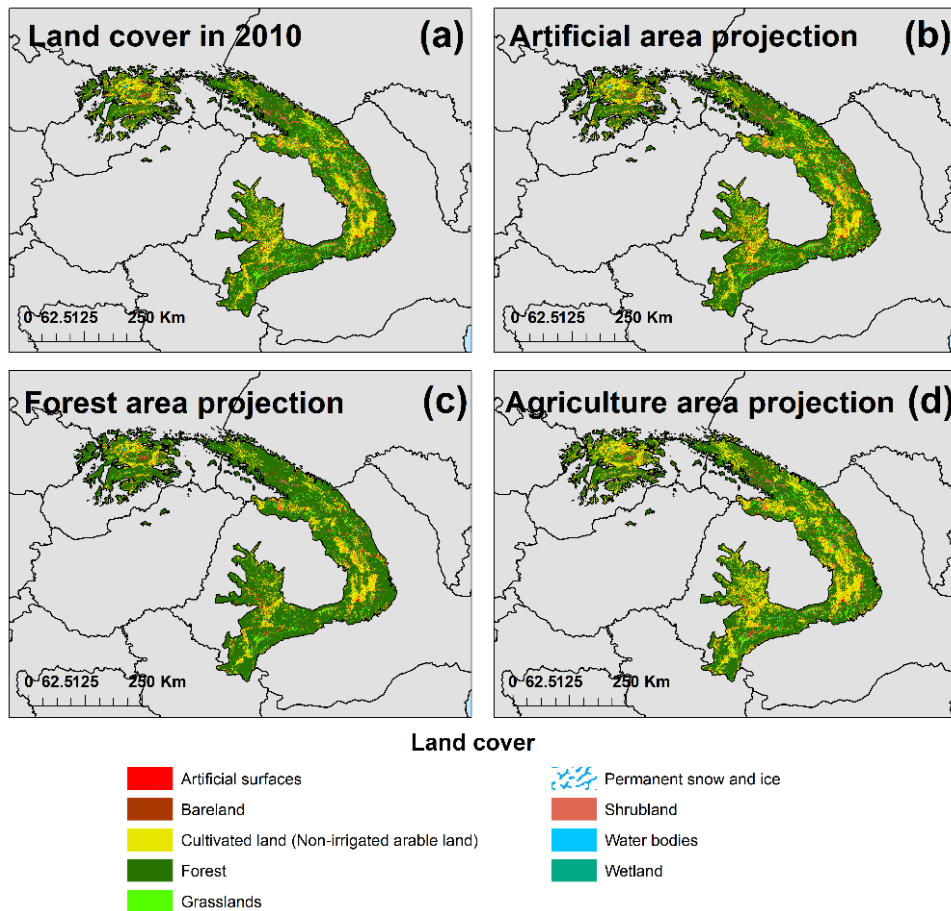 Land cover in 2010 (a)
0 62.5125 250 Km
Artificial area projection (b)
0 62.5125 250 Km
Forest area projection (c)
0 62.5125 250 Km
Agriculture area projection (d)
0 62.5125 250 Km
Land cover
Artificial surfaces
Bareland
Cultivated land (Non-irrigated arable land)
Forest
Grasslands
Permanent snow and ice
Shrubland
Water bodies
Wetland